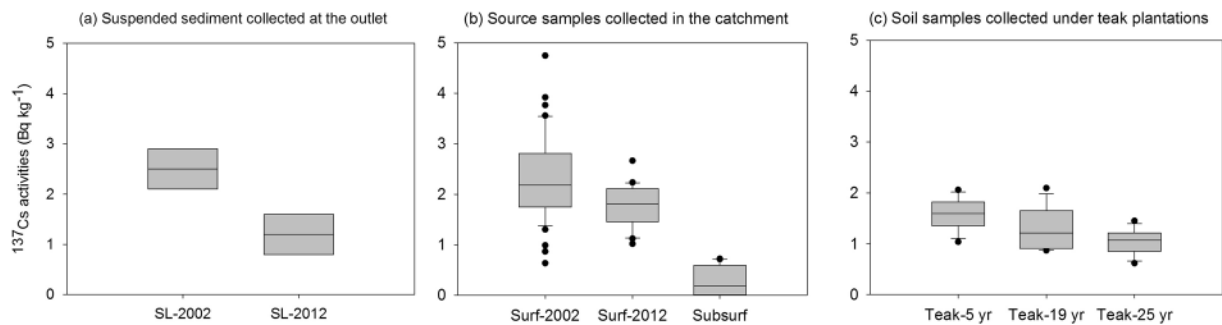 (a) Suspended sediment collected at the outlet
(b) Source samples collected in the catchment
(c) Soil samples collected under teak plantations
¹³⁷Cs activities (Bq kg⁻¹)
5
4
3
2
1
0
SL-2002 SL-2012
5
4
3
2
1
0
Surf-2002 Surf-2012 Subsurf
5
4
3
2
1
0
Teak-5 yr Teak-19 yr Teak-25 yr